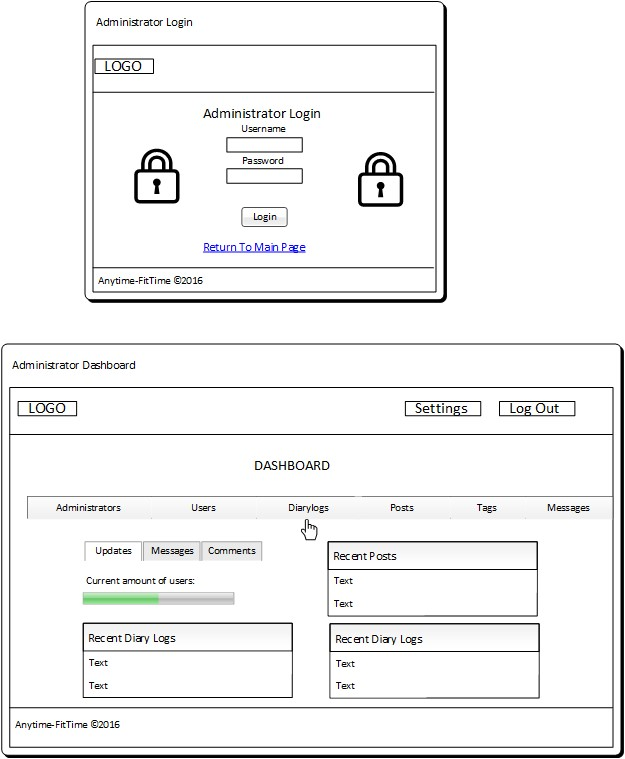 Administrator Login
LOGO
Administrator Login
Username
Password
Login
Return To Main Page
Anytime-FitTime ©2016
Administrator Dashboard
LOGO Settings Log Out
DASHBOARD
Administrators Users Diarylogs Posts Tags Messages
Updates Messages Comments
Current amount of users:
Recent Posts
Text
Text
Recent Diary Logs
Text
Text
Recent Diary Logs
Text
Text
Anytime-FitTime ©2016